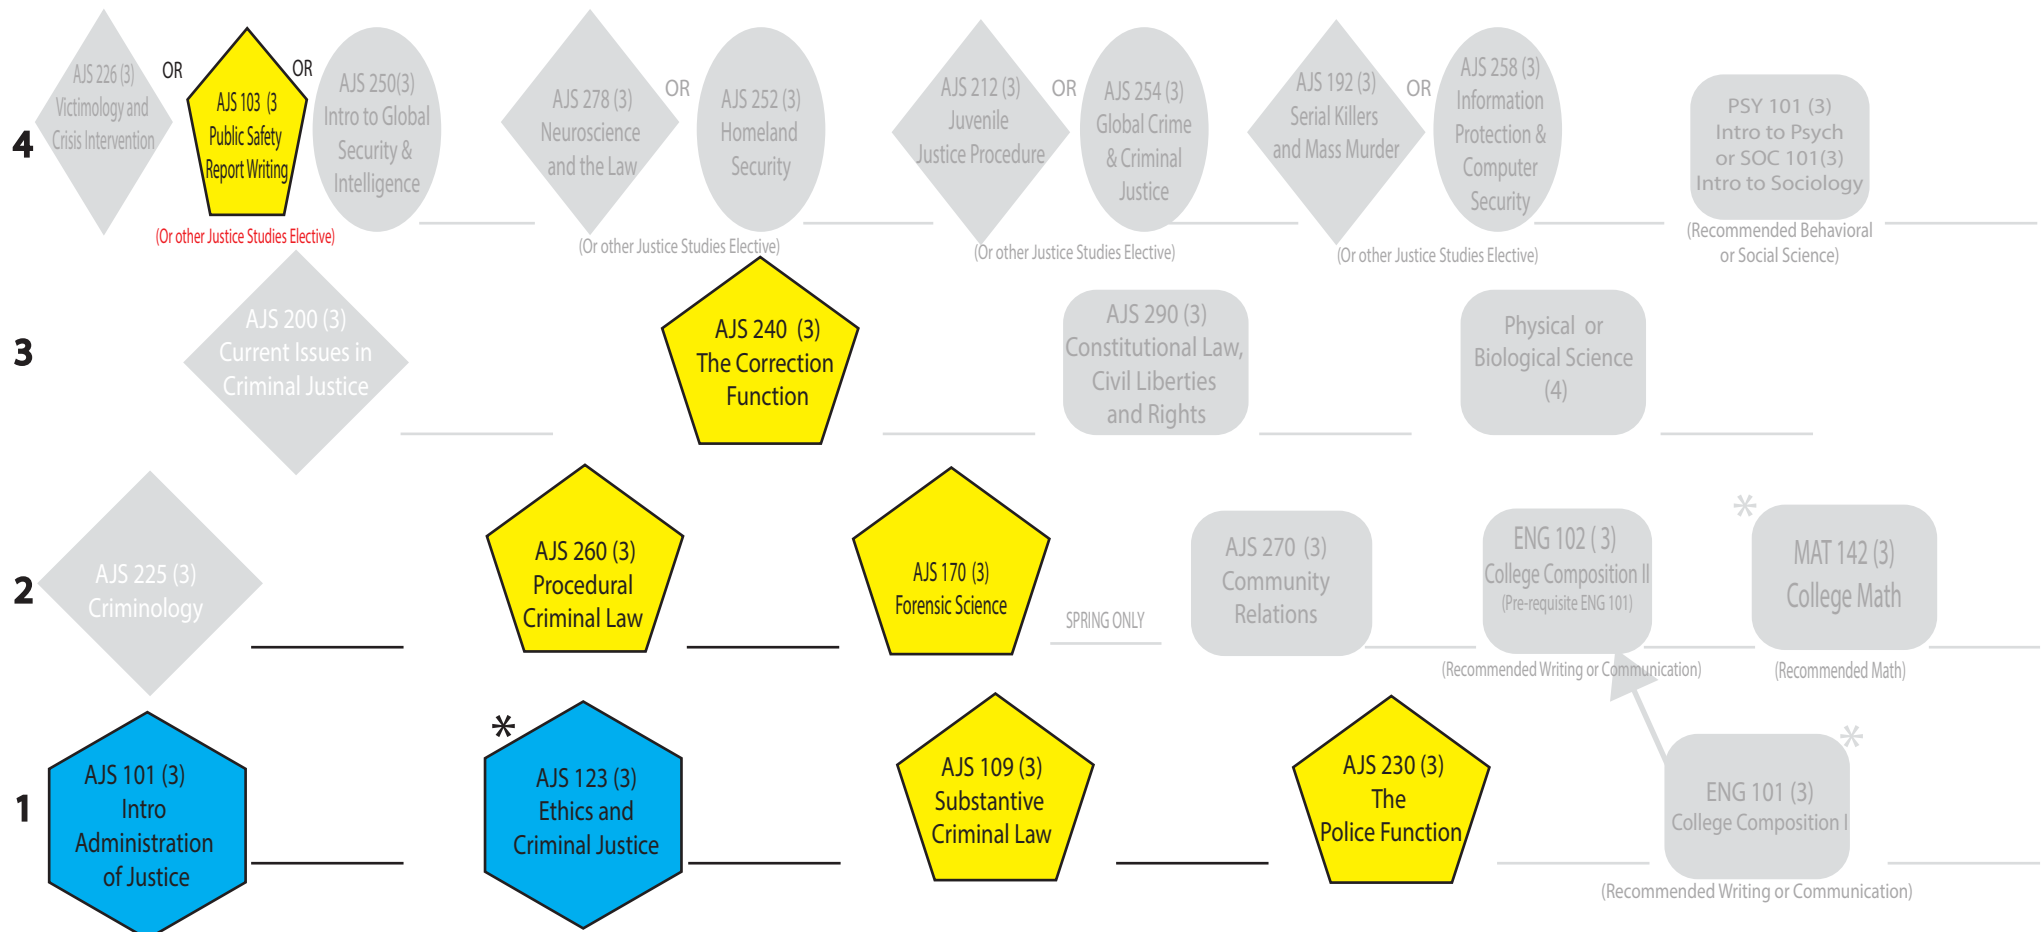 4
AJS 226 (3)
Victimology and
Crisis Intervention
OR
AJS 103 (3
Public Safety
Report Writing
OR
AJS 250(3)
Intro to Global
Security &
Intelligence
(Or other Justice Studies Elective)
AJS 278 (3)
Neuroscience
and the Law
OR
AJS 252 (3)
Homeland
Security
(Or other Justice Studies Elective)
AJS 212 (3)
Juvenile
Justice Procedure
OR
AJS 254 (3)
Global Crime
& Criminal
Justice
(Or other Justice Studies Elective)
AJS 192 (3)
Serial Killers
and Mass Murder
OR
AJS 258 (3)
Information
Protection &
Computer
Security
(Or other Justice Studies Elective)
PSY 101 (3)
Intro to Psych
or SOC 101(3)
Intro to Sociology
(Recommended Behavioral
or Social Science)
3
AJS 200 (3)
Current Issues in
Criminal Justice
AJS 240 (3)
The Correction
Function
AJS 290 (3)
Constitutional Law,
Civil Liberties
and Rights
Physical or
Biological Science
(4)
2
AJS 225 (3)
Criminology
AJS 260 (3)
Procedural
Criminal Law
AJS 170 (3)
Forensic Science
SPRING ONLY
AJS 270 (3)
Community
Relations
ENG 102 ( 3)
College Composition II
(Pre-requisite ENG 101)
(Recommended Writing or Communication)
*
MAT 142 (3)
College Math
(Recommended Math)
1
AJS 101 (3)
Intro
Administration
of Justice
*
AJS 123 (3)
Ethics and
Criminal Justice
AJS 109 (3)
Substantive
Criminal Law
AJS 230 (3)
The
Police Function
*
ENG 101 (3)
College Composition I
(Recommended Writing or Communication)